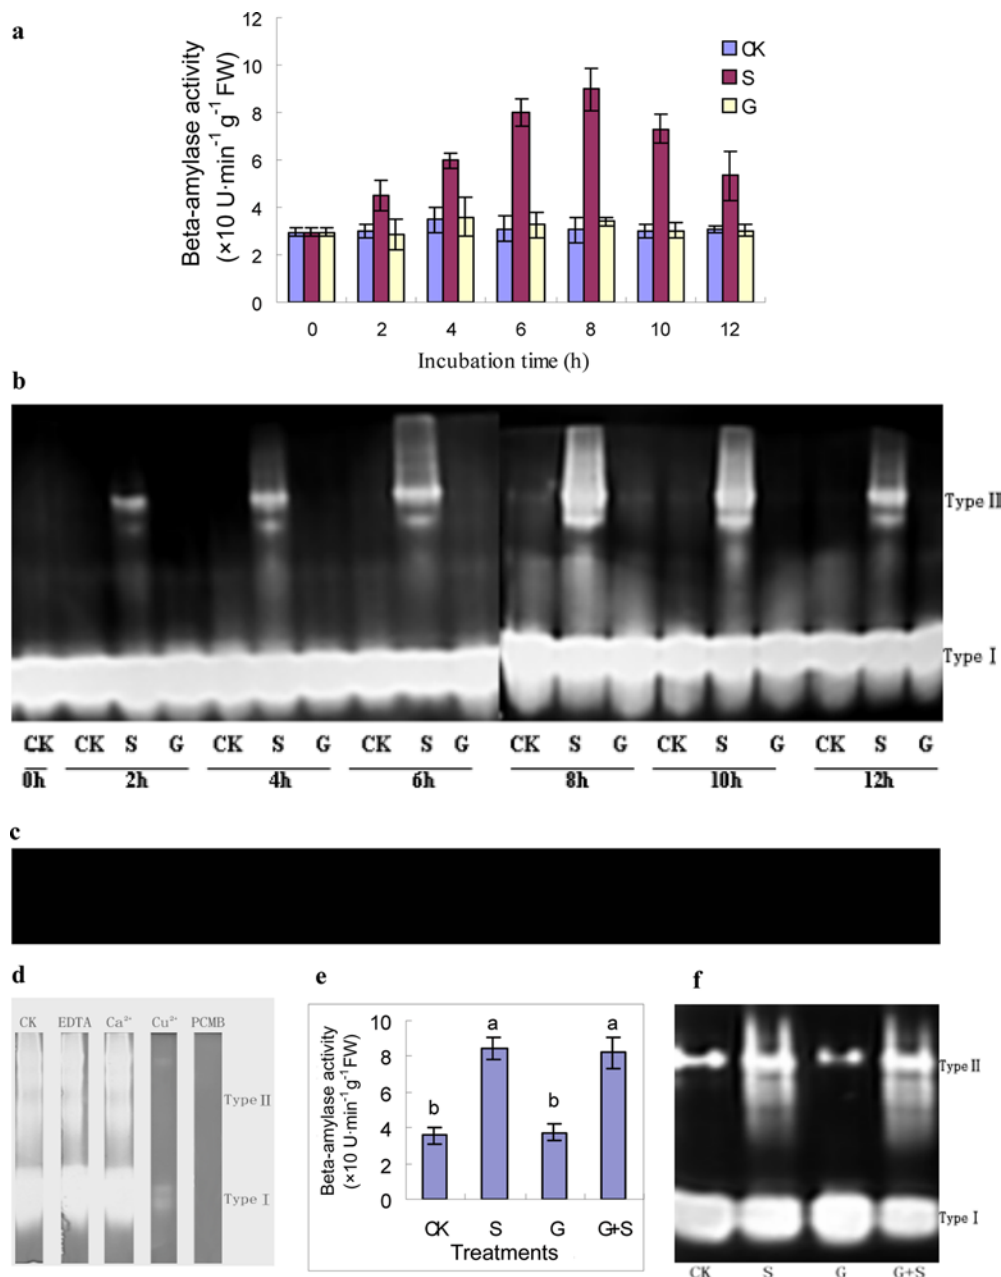 a
Beta-amylase activity
(×10 U·min⁻¹ g⁻¹ FW)
12
10
8
6
4
2
0
CK
S
G
0 2 4 6 8 10 12
Incubation time (h)
b
Type II
Type I
CK CK S G CK S G CK S G CK S G CK S G CK S G
0h 2h 4h 6h 8h 10h 12h
c
d
CK EDTA Ca²⁺ Cu²⁺ PCMB
Type II
Type I
e
Beta-amylase activity
(×10 U·min⁻¹g⁻¹FW)
10
8
6
4
2
0
b a b a
CK S G G+S
Treatments
f
Type II
Type I
CK S G G+S